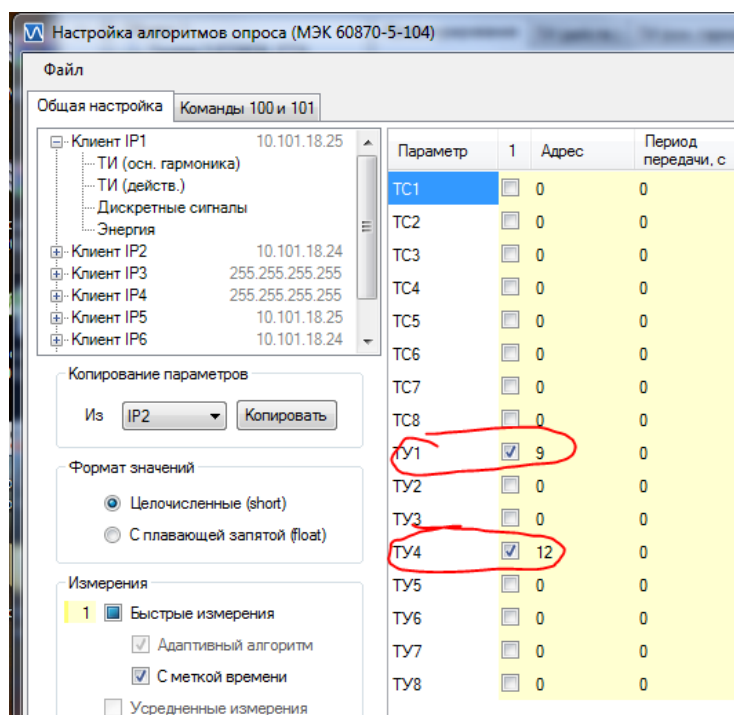 Настройка алгоритмов опроса (МЭК 60870-5-104)
Файл
Общая настройка Команды 100 и 101
Клиент IP1 10.101.18.25
ТИ (осн. гармоника)
ТИ (действ.)
Дискретные сигналы
Энергия
Клиент IP2 10.101.18.24
Клиент IP3 255.255.255.255
Клиент IP4 255.255.255.255
Клиент IP5 10.101.18.25
Клиент IP6 10.101.18.24
Копирование параметров
Из IP2 Копировать
Формат значений
Целочисленные (short)
С плавающей запятой (float)
Измерения
1 Быстрые измерения
Адаптивный алгоритм
С меткой времени
Усредненные измерения
Параметр 1 Адрес Период передачи, с
ТС1 0 0
ТС2 0 0
ТС3 0 0
ТС4 0 0
ТС5 0 0
ТС6 0 0
ТС7 0 0
ТС8 0 0
ТУ1 9 0
ТУ2 0 0
ТУ3 0 0
ТУ4 12 0
ТУ5 0 0
ТУ6 0 0
ТУ7 0 0
ТУ8 0 0